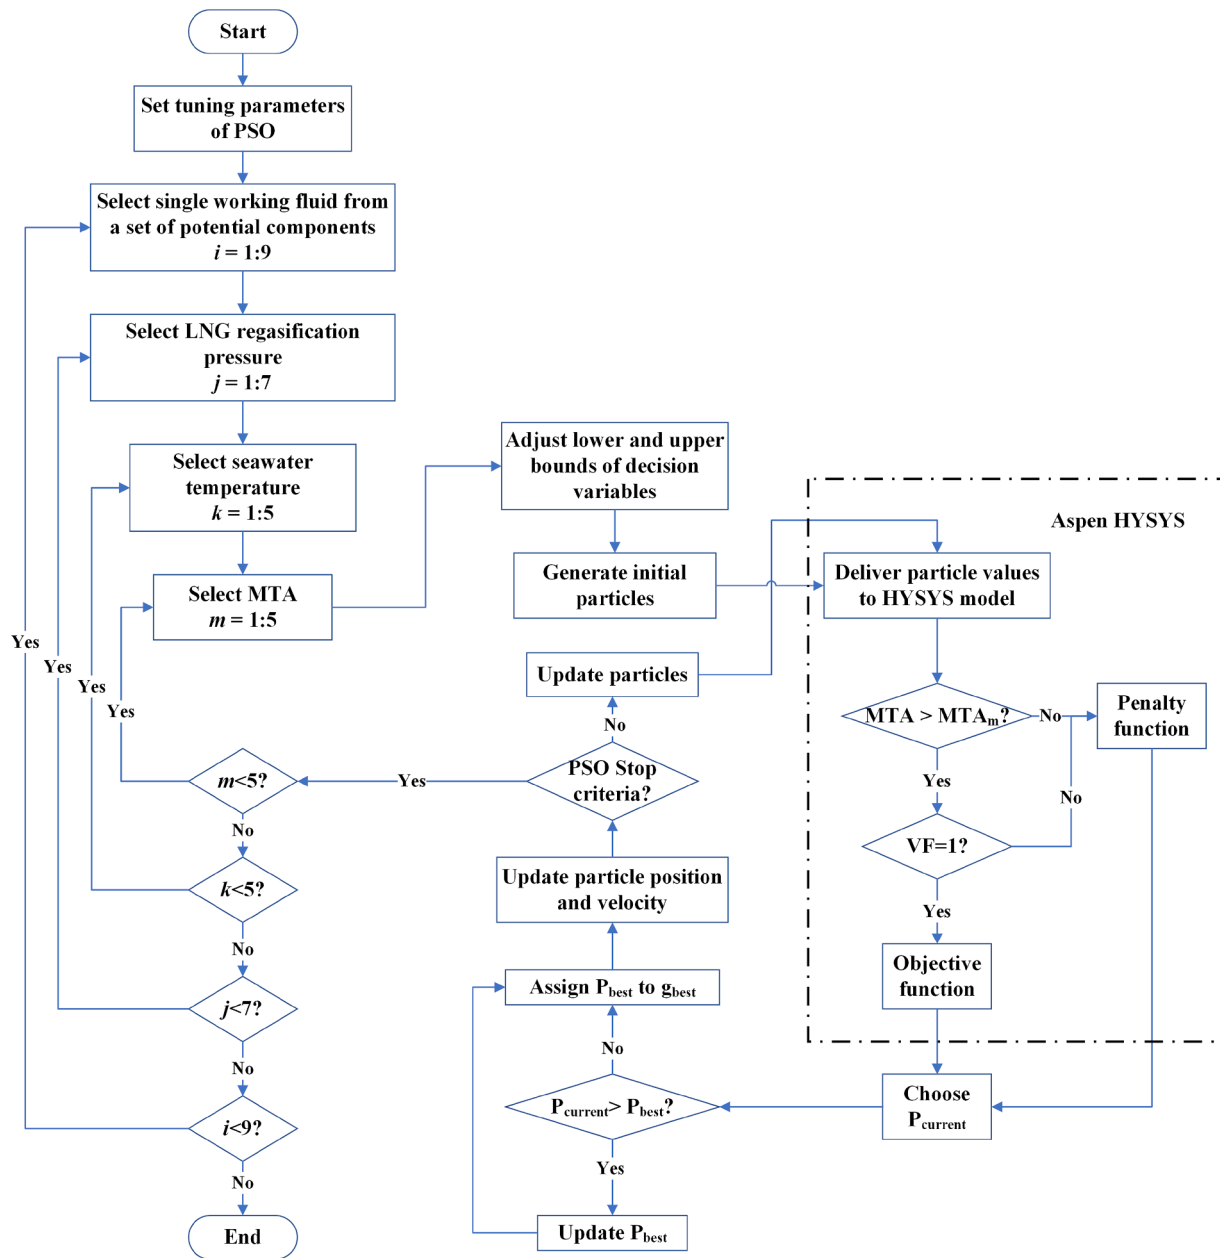 Start
Set tuning parameters
of PSO
Select single working fluid from
a set of potential components
i = 1:9
Select LNG regasification
pressure
j = 1:7
Select seawater
temperature
k = 1:5
Select MTA
m = 1:5
Adjust lower and upper
bounds of decision
variables
Generate initial
particles
Aspen HYSYS
Deliver particle values
to HYSYS model
MTA > MTAm?
No
Penalty
function
Yes
No
VF=1?
Yes
Objective
function
Choose
Pcurrent
Pcurrent> Pbest?
No
Yes
Update Pbest
Assign Pbest to gbest
Update particle position
and velocity
PSO Stop
criteria?
No
Update particles
Yes
m<5?
Yes
No
k<5?
Yes
No
j<7?
Yes
No
i<9?
Yes
No
End